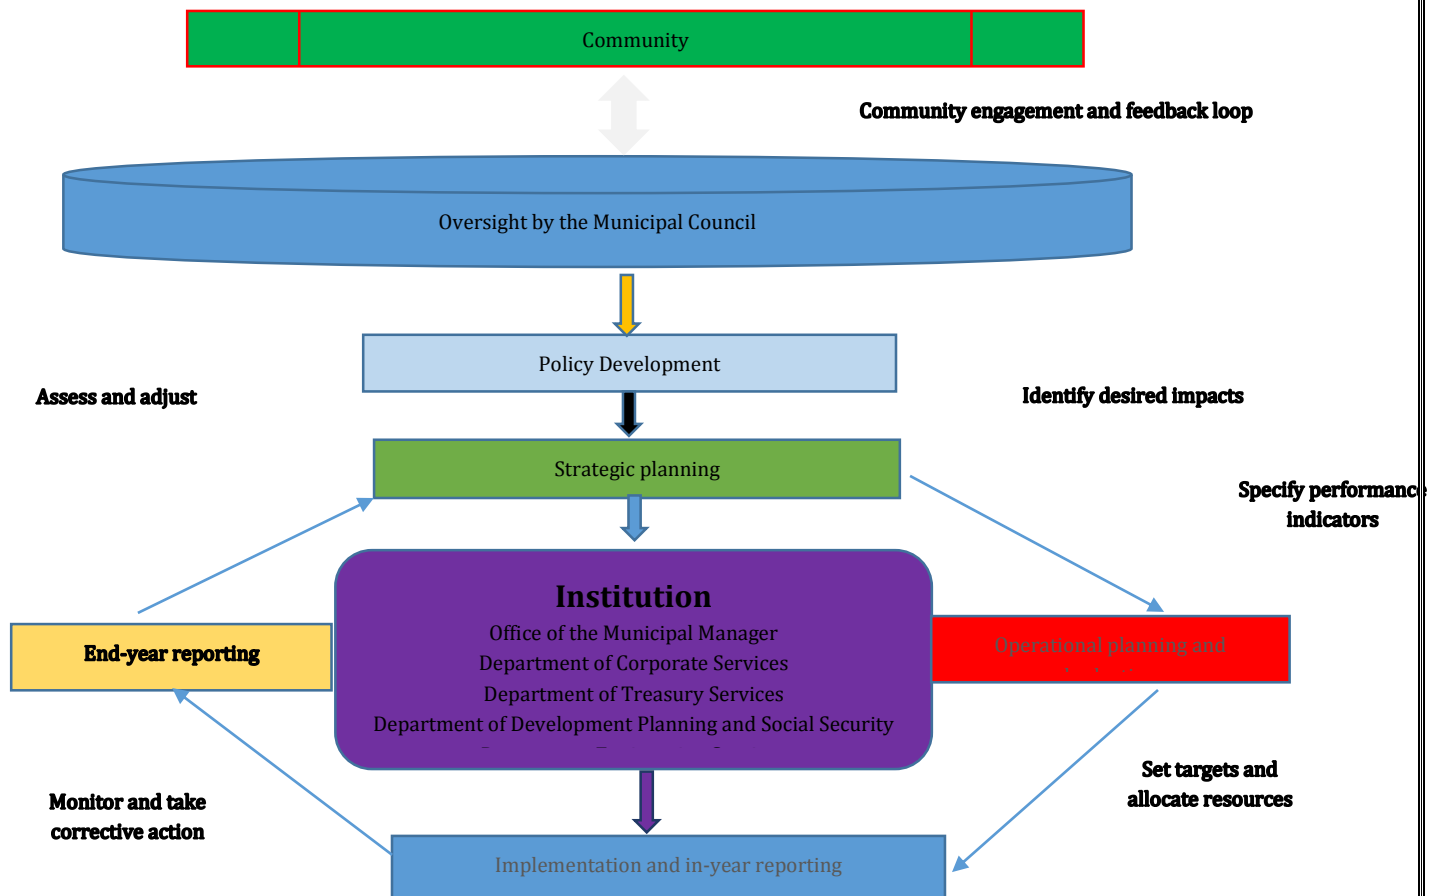 Community
Community engagement and feedback loop
Oversight by the Municipal Council
Policy Development
Assess and adjust
Identify desired impacts
Strategic planning
Specify performance
indicators
Institution
Office of the Municipal Manager
Department of Corporate Services
Department of Treasury Services
Department of Development Planning and Social Security
End-year reporting
Operational planning and
Set targets and
allocate resources
Monitor and take
corrective action
Implementation and in-year reporting